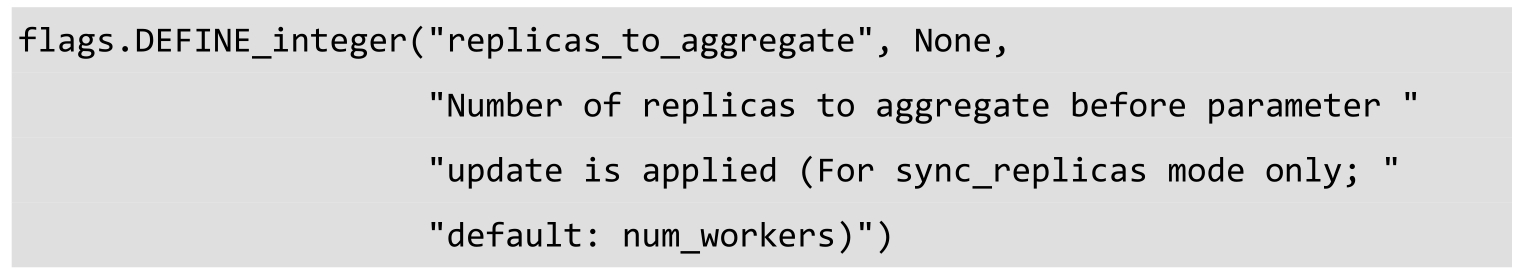 flags.DEFINE_integer("replicas_to_aggregate", None,
"Number of replicas to aggregate before parameter "
"update is applied (For sync_replicas mode only; "
"default: num_workers)")